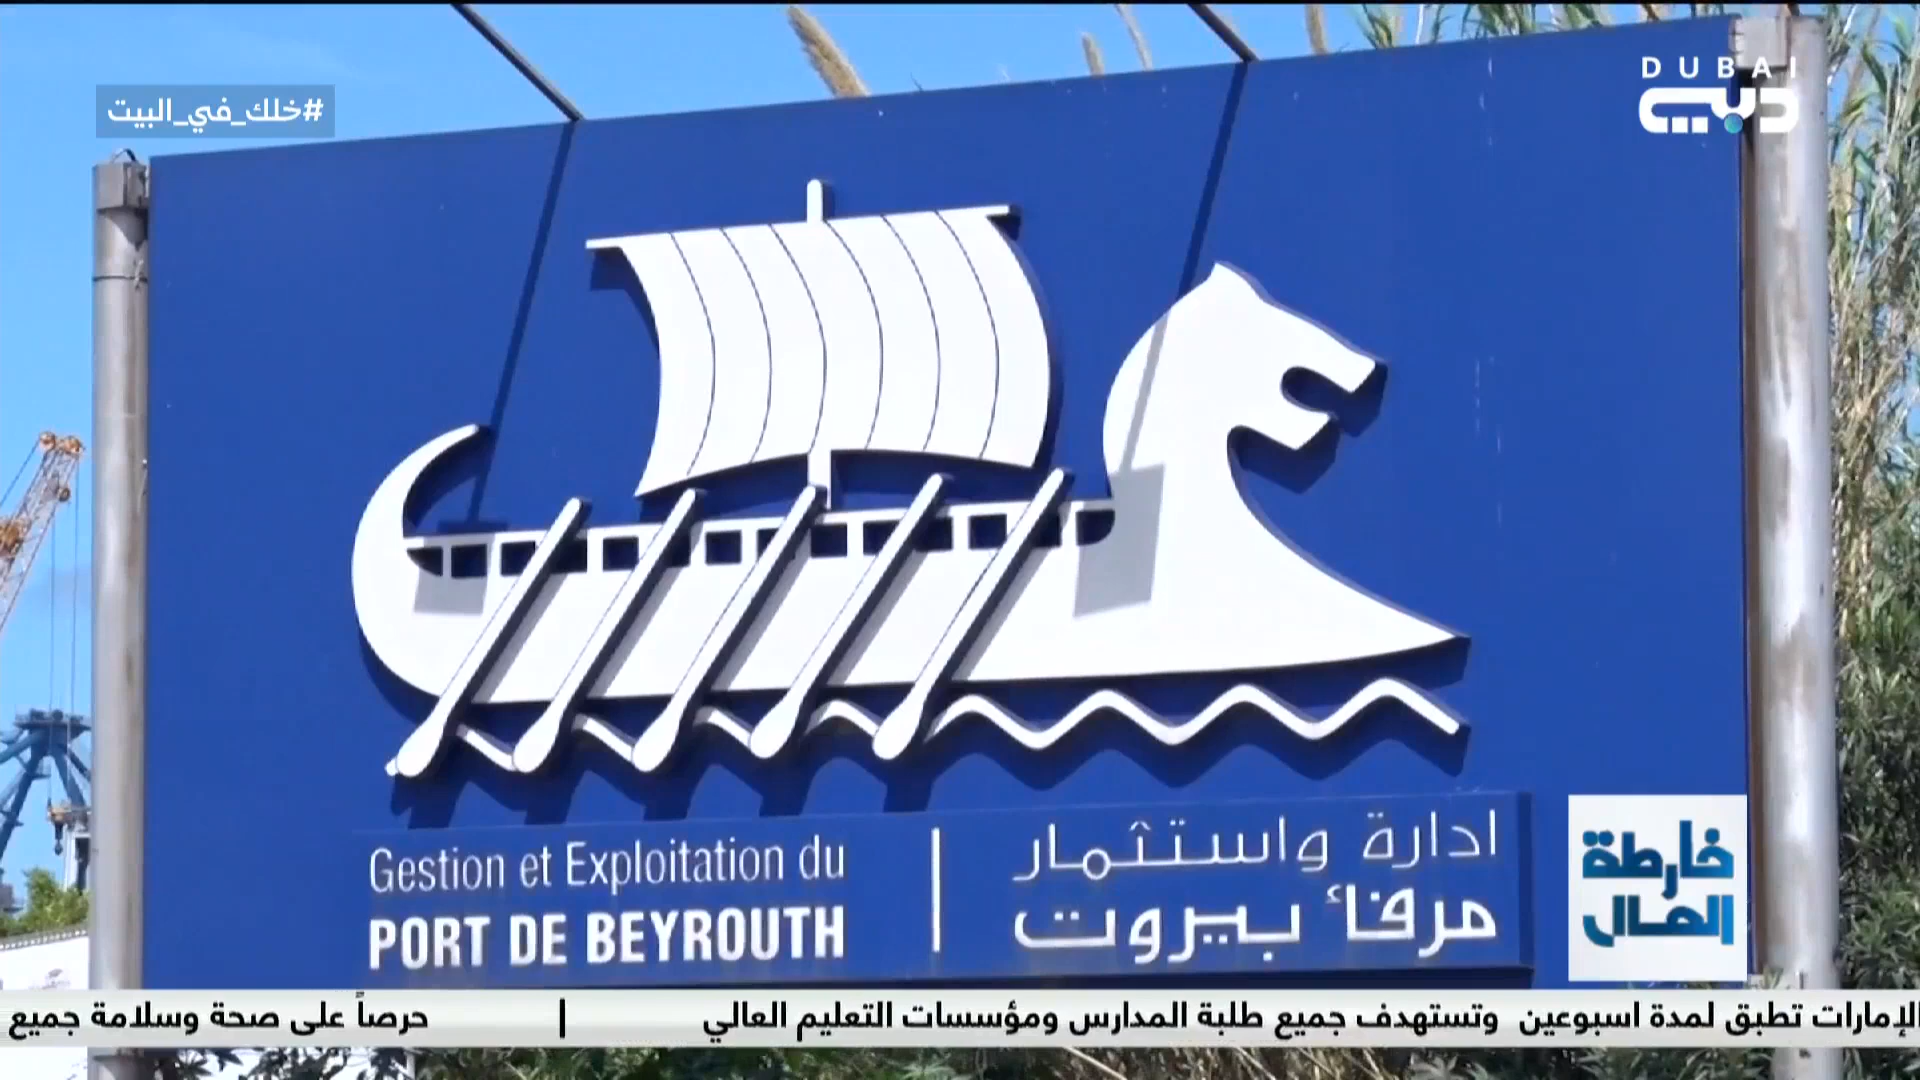 #خلك_في_البيت
DUBAI
دبي
Gestion et Exploitation du
PORT DE BEYROUTH
ادارة واستثمار
مرفأ بيروت
خارطة
المال
الإمارات تطبق لمدة اسبوعين وتستهدف جميع طلبة المدارس ومؤسسات التعليم العالي | حرصاً على صحة وسلامة جميع